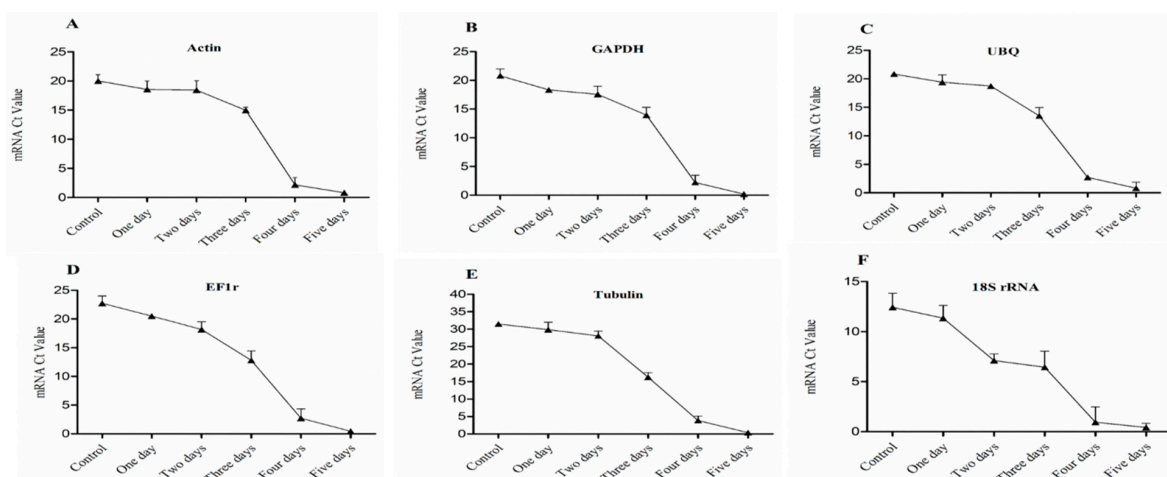 A
Actin
mRNA Ct Value
25
20
15
10
5
0
Control
One day
Two days
Three days
Four days
Five days
B
GAPDH
mRNA Ct Value
25
20
15
10
5
0
Control
One day
Two days
Three days
Four days
Five days
C
UBQ
mRNA Ct Value
25
20
15
10
5
0
Control
One day
Two days
Three days
Four days
Five days
D
EF1r
mRNA Ct Value
25
20
15
10
5
0
Control
One day
Two days
Three days
Four days
Five days
E
Tubulin
mRNA Ct Value
40
35
30
25
20
15
10
5
0
Control
One day
Two days
Three days
Four days
Five days
F
18S rRNA
mRNA Ct Value
15
10
5
0
Control
One day
Two days
Three days
Four days
Five days